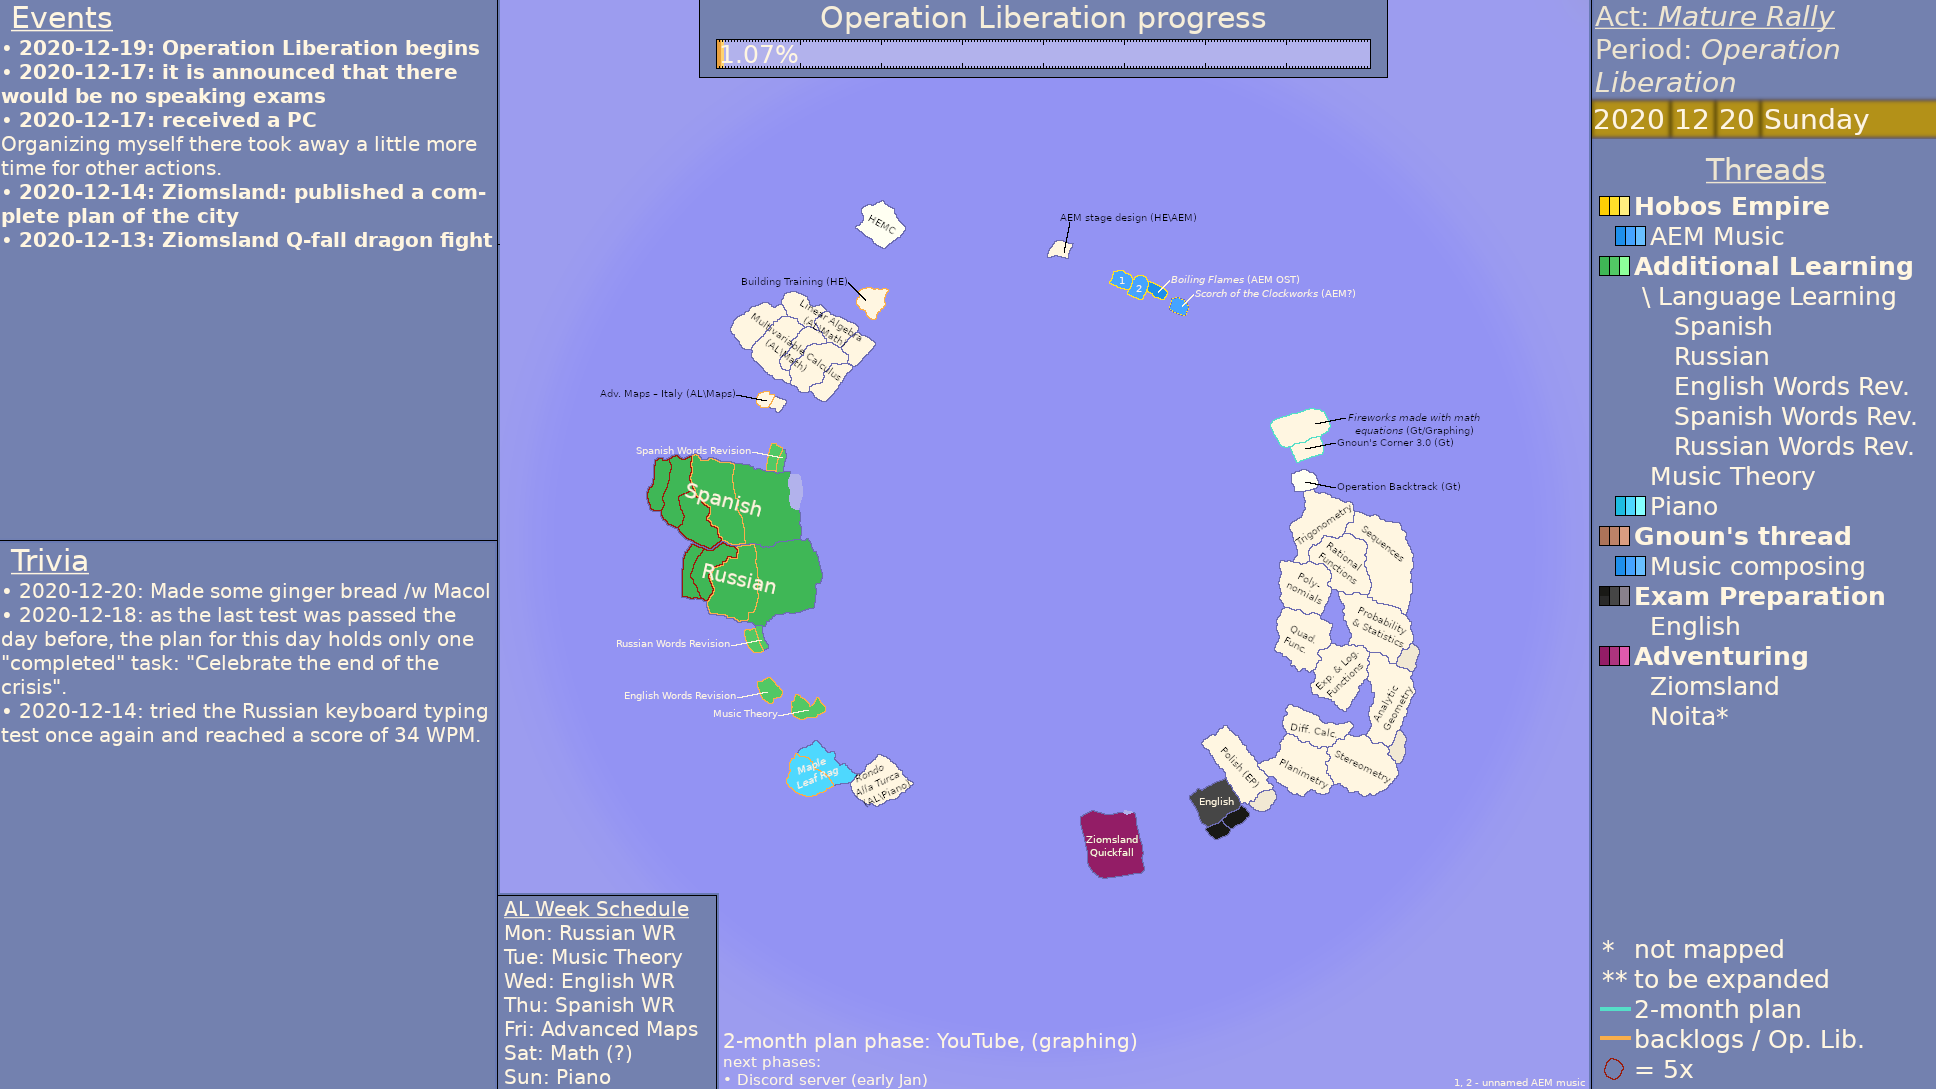 Events
• 2020-12-19: Operation Liberation begins
• 2020-12-17: it is announced that there
would be no speaking exams
• 2020-12-17: received a PC
Organizing myself there took away a little more
time for other actions.
• 2020-12-14: Ziomsland: published a com-
plete plan of the city
• 2020-12-13: Ziomsland Q-fall dragon fight
Trivia
• 2020-12-20: Made some ginger bread /w Macol
• 2020-12-18: as the last test was passed the
day before, the plan for this day holds only one
"completed" task: "Celebrate the end of the
crisis".
• 2020-12-14: tried the Russian keyboard typing
test once again and reached a score of 34 WPM.
Operation Liberation progress
1.07%
HEMC
AEM stage design (HE\AEM)
Building Training (HE)
1
2
Boiling Flames (AEM OST)
Scorch of the Clockworks (AEM?)
Linear Algebra
(AL\Math)
Multivariable Calculus
(AL\Math)
Adv. Maps – Italy (AL\Maps)
Spanish Words Revision
Spanish
Russian
Russian Words Revision
English Words Revision
Music Theory
Maple
Leaf Rag
Rondo
Alla Turca
(AL\Piano)
Fireworks made with math
equations (Gt/Graphing)
Gnoun's Corner 3.0 (Gt)
Operation Backtrack (Gt)
Trigonometry
Sequences
Rational
Functions
Poly-
nomials
Probability
& Statistics
Quad.
Func.
Exp. & Log.
Functions
Analytic
Geometry
Diff. Calc.
Planimetry
Stereometry
Polish (EP)
English
Ziomsland
Quickfall
AL Week Schedule
Mon: Russian WR
Tue: Music Theory
Wed: English WR
Thu: Spanish WR
Fri: Advanced Maps
Sat: Math (?)
Sun: Piano
2-month plan phase: YouTube, (graphing)
next phases:
• Discord server (early Jan)
1, 2 - unnamed AEM music
Act: Mature Rally
Period: Operation
Liberation
2020 12 20 Sunday
Threads
Hobos Empire
AEM Music
Additional Learning
\ Language Learning
Spanish
Russian
English Words Rev.
Spanish Words Rev.
Russian Words Rev.
Music Theory
Piano
Gnoun's thread
Music composing
Exam Preparation
English
Adventuring
Ziomsland
Noita*
* not mapped
** to be expanded
2-month plan
backlogs / Op. Lib.
= 5x